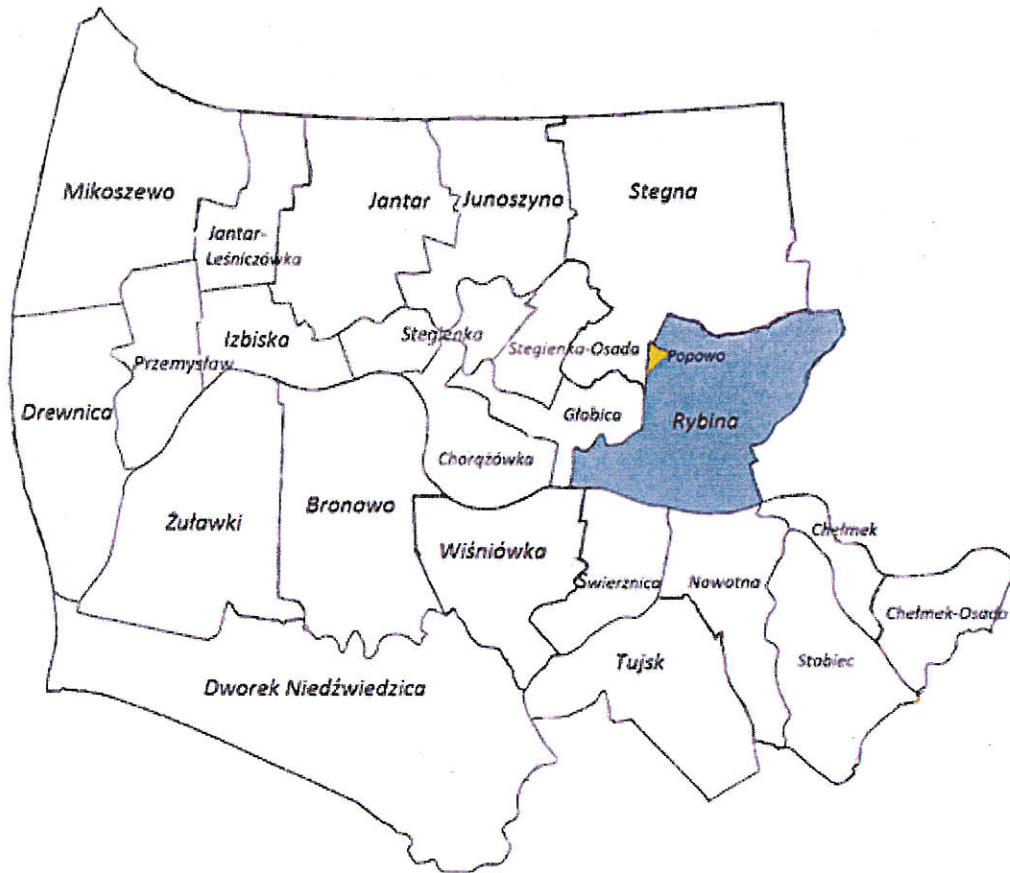 Mikoszewo
Jantar
Junoszyno
Stegna
Jantar-
Leśniczówka
Izbiska
Stegienka
Stegienka-Osada
Popowo
Przemysław
Drewnica
Głobica
Rybina
Chorążówka
Żuławki
Bronowo
Wiśniówka
Chełmek
Świerznica
Nowotna
Chełmek-Osada
Tujsk
Stobiec
Dworek Niedźwiedzica